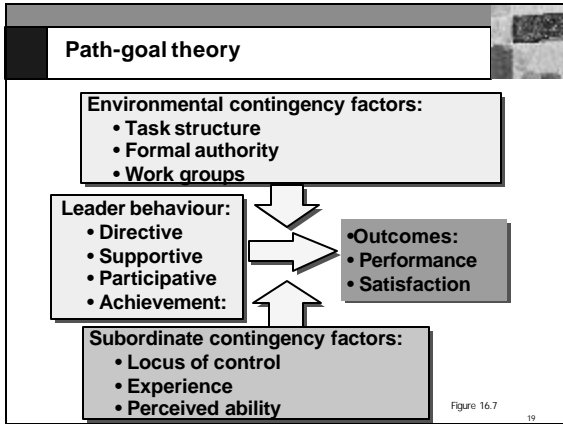 Path-goal theory
Environmental contingency factors:
• Task structure
• Formal authority
• Work groups
Leader behaviour:
• Directive
• Supportive
• Participative
• Achievement:
•Outcomes:
• Performance
• Satisfaction
Subordinate contingency factors:
• Locus of control
• Experience
• Perceived ability
Figure 16.7
19